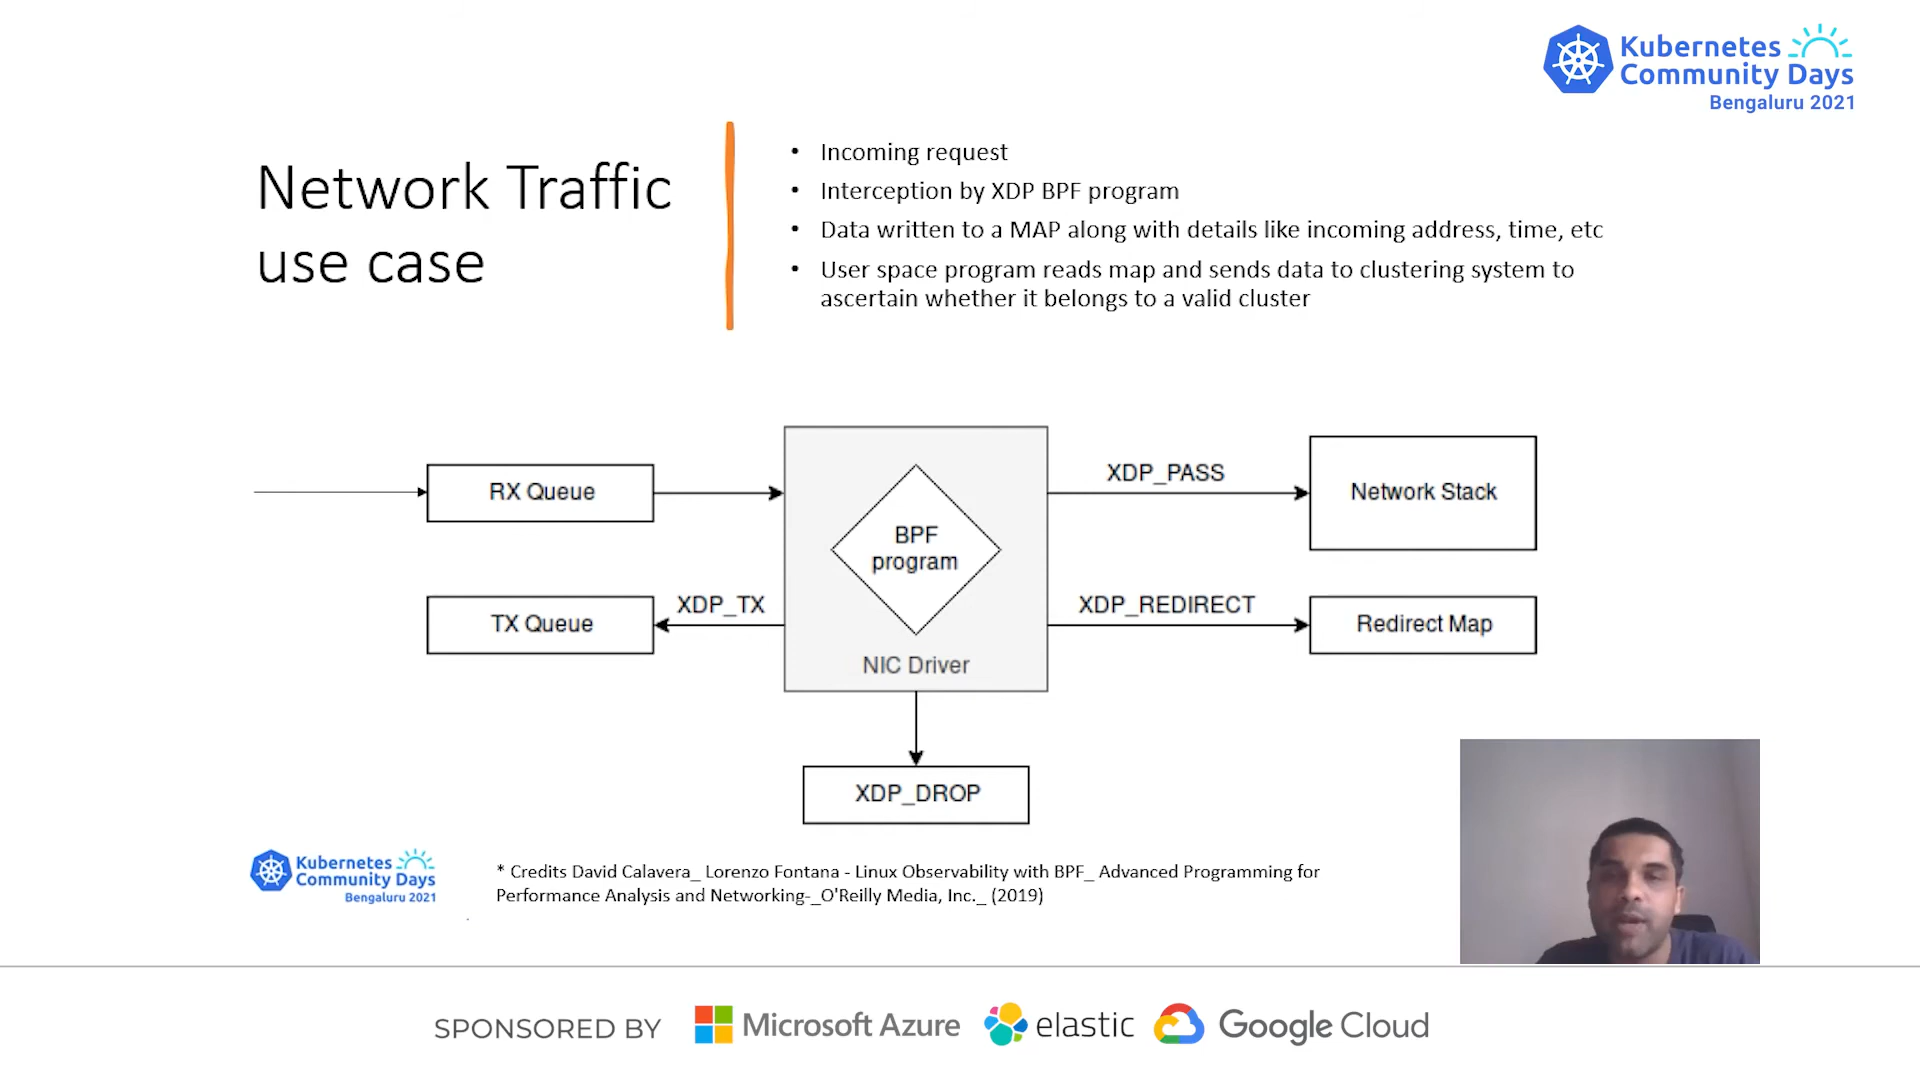 Kubernetes
Community Days
Bengaluru 2021
Network Traffic
use case
• Incoming request
• Interception by XDP BPF program
• Data written to a MAP along with details like incoming address, time, etc
• User space program reads map and sends data to clustering system to
ascertain whether it belongs to a valid cluster
RX Queue
BPF
program
NIC Driver
XDP_PASS
Network Stack
TX Queue
XDP_TX
XDP_REDIRECT
Redirect Map
XDP_DROP
Kubernetes
Community Days
Bengaluru 2021
* Credits David Calavera_ Lorenzo Fontana - Linux Observability with BPF_ Advanced Programming for
Performance Analysis and Networking-_O'Reilly Media, Inc._ (2019)
SPONSORED BY Microsoft Azure elastic Google Cloud